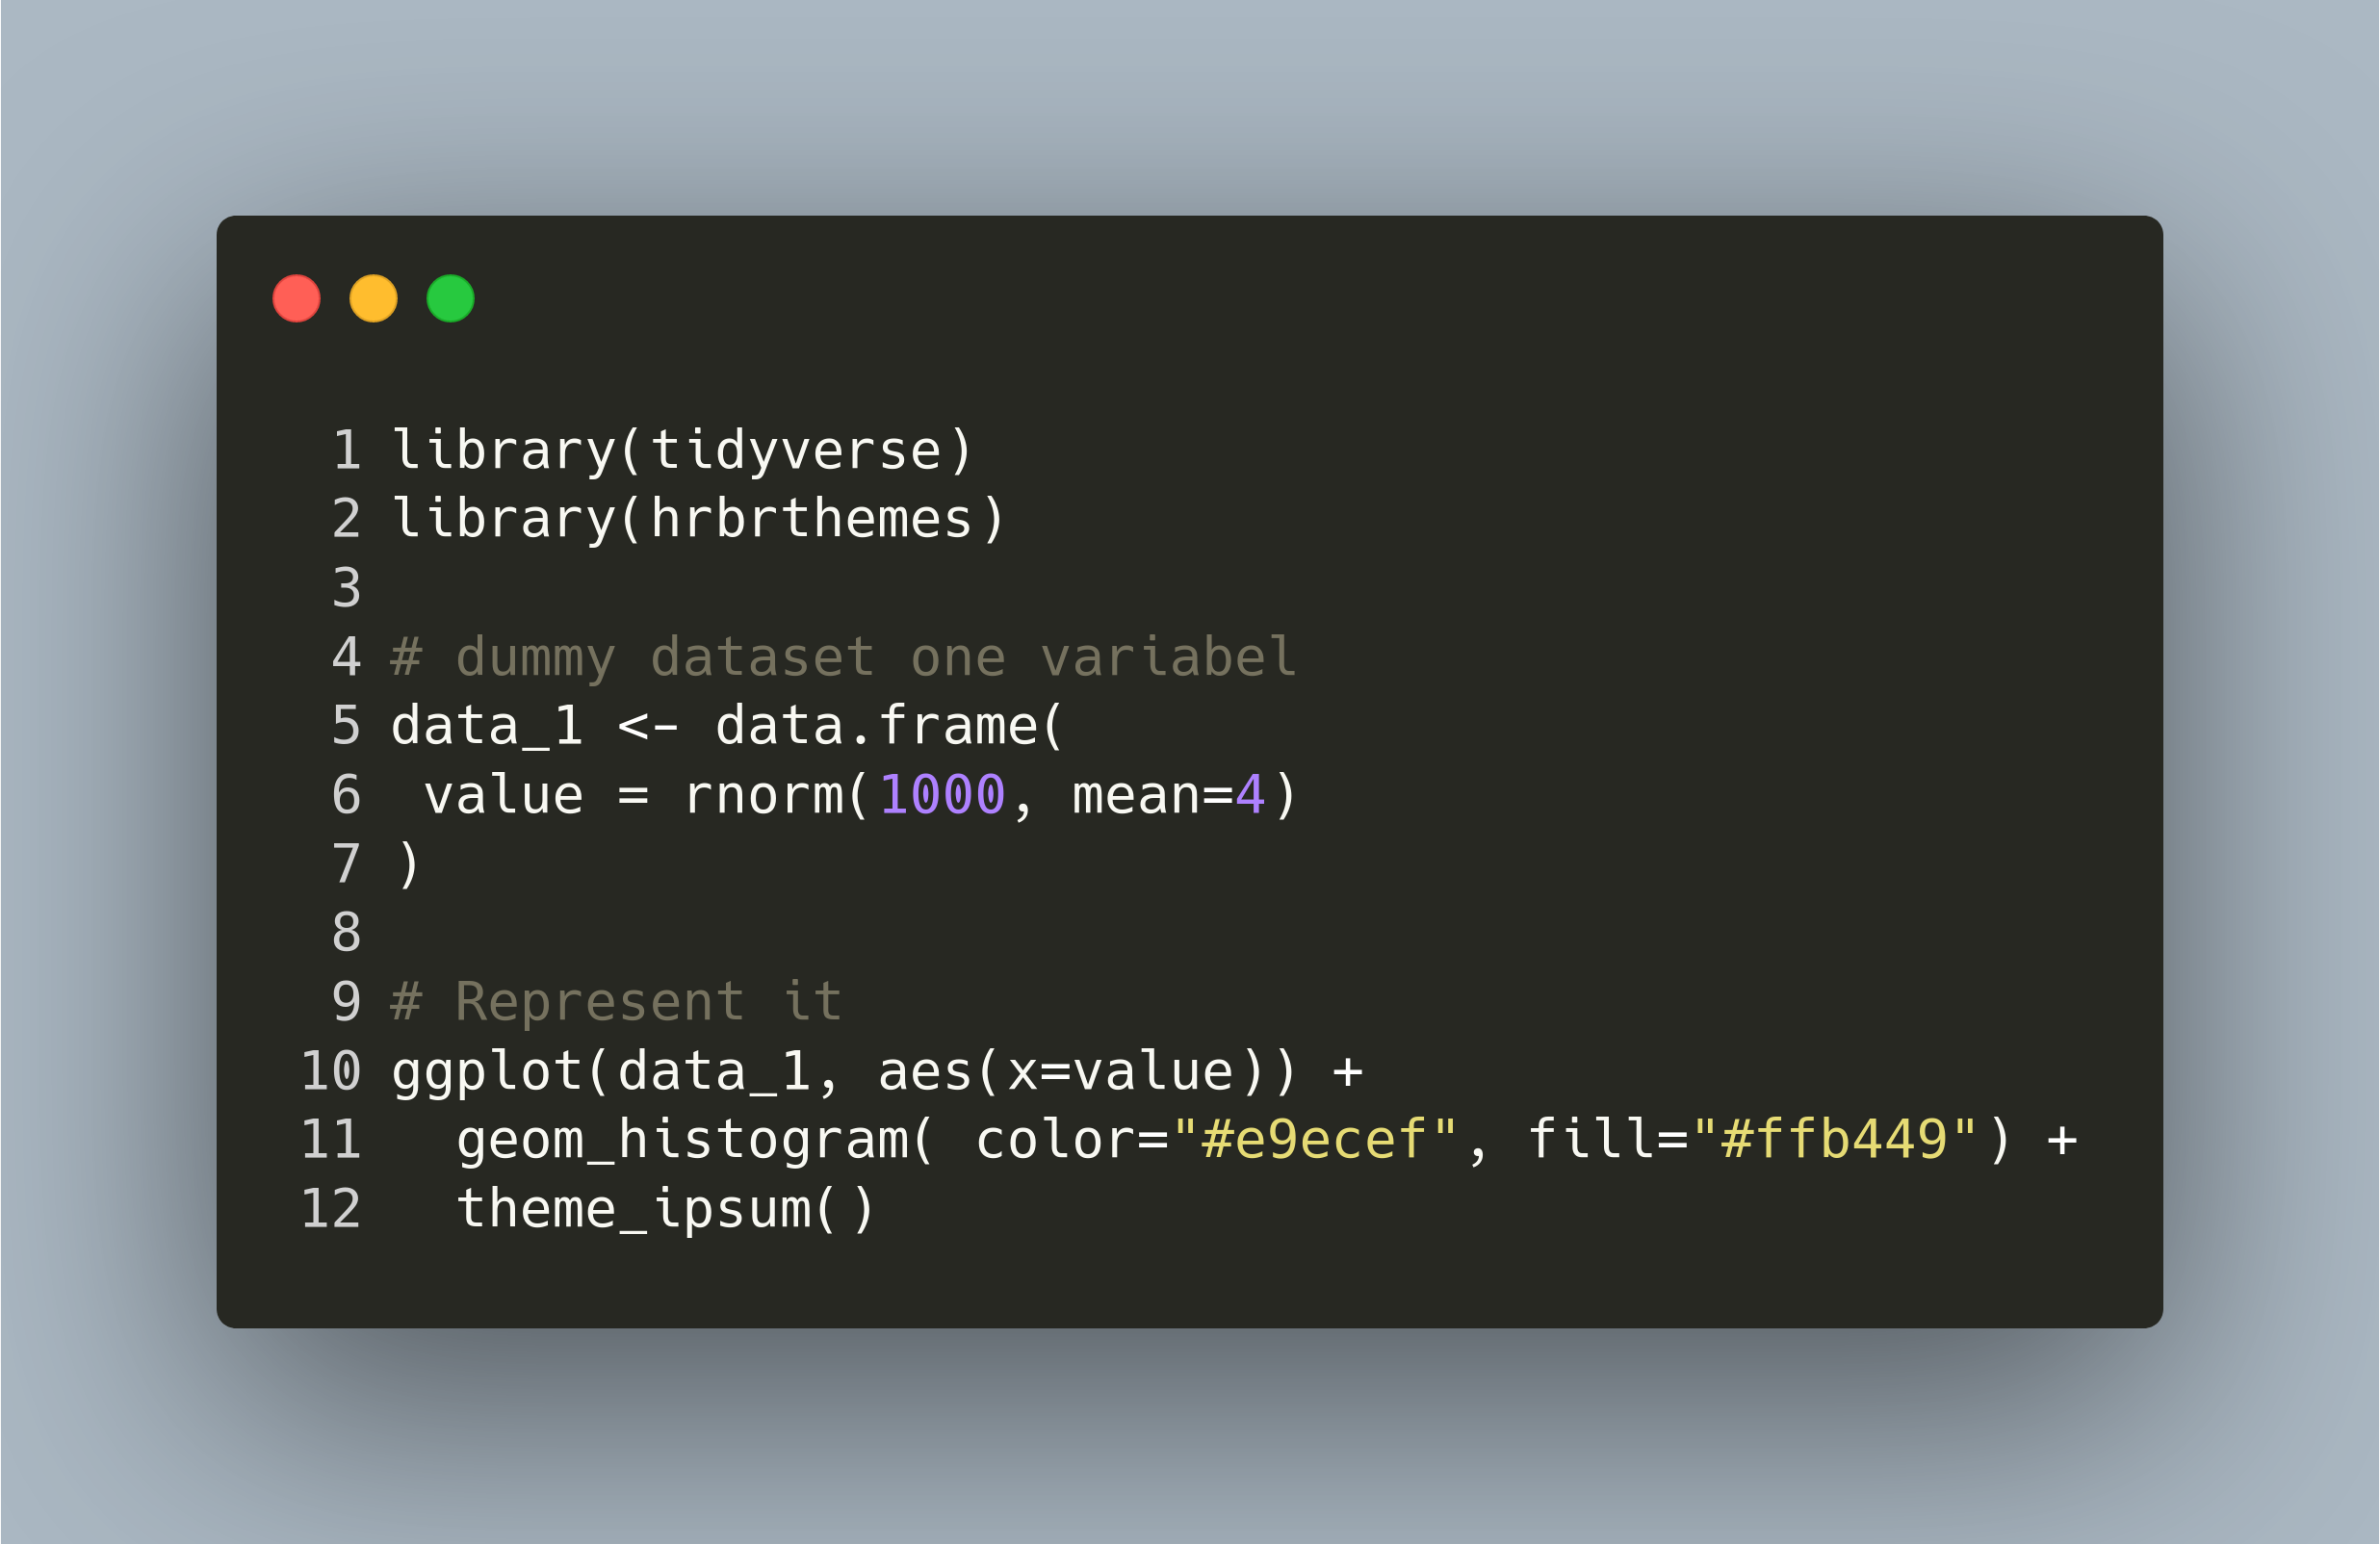 1 library(tidyverse)
2 library(hrbrthemes)
3
4 # dummy dataset one variabel
5 data_1 <- data.frame(
6  value = rnorm(1000, mean=4)
7 )
8
9 # Represent it
10 ggplot(data_1, aes(x=value)) +
11   geom_histogram( color="#e9ecef", fill="#ffb449") +
12   theme_ipsum()